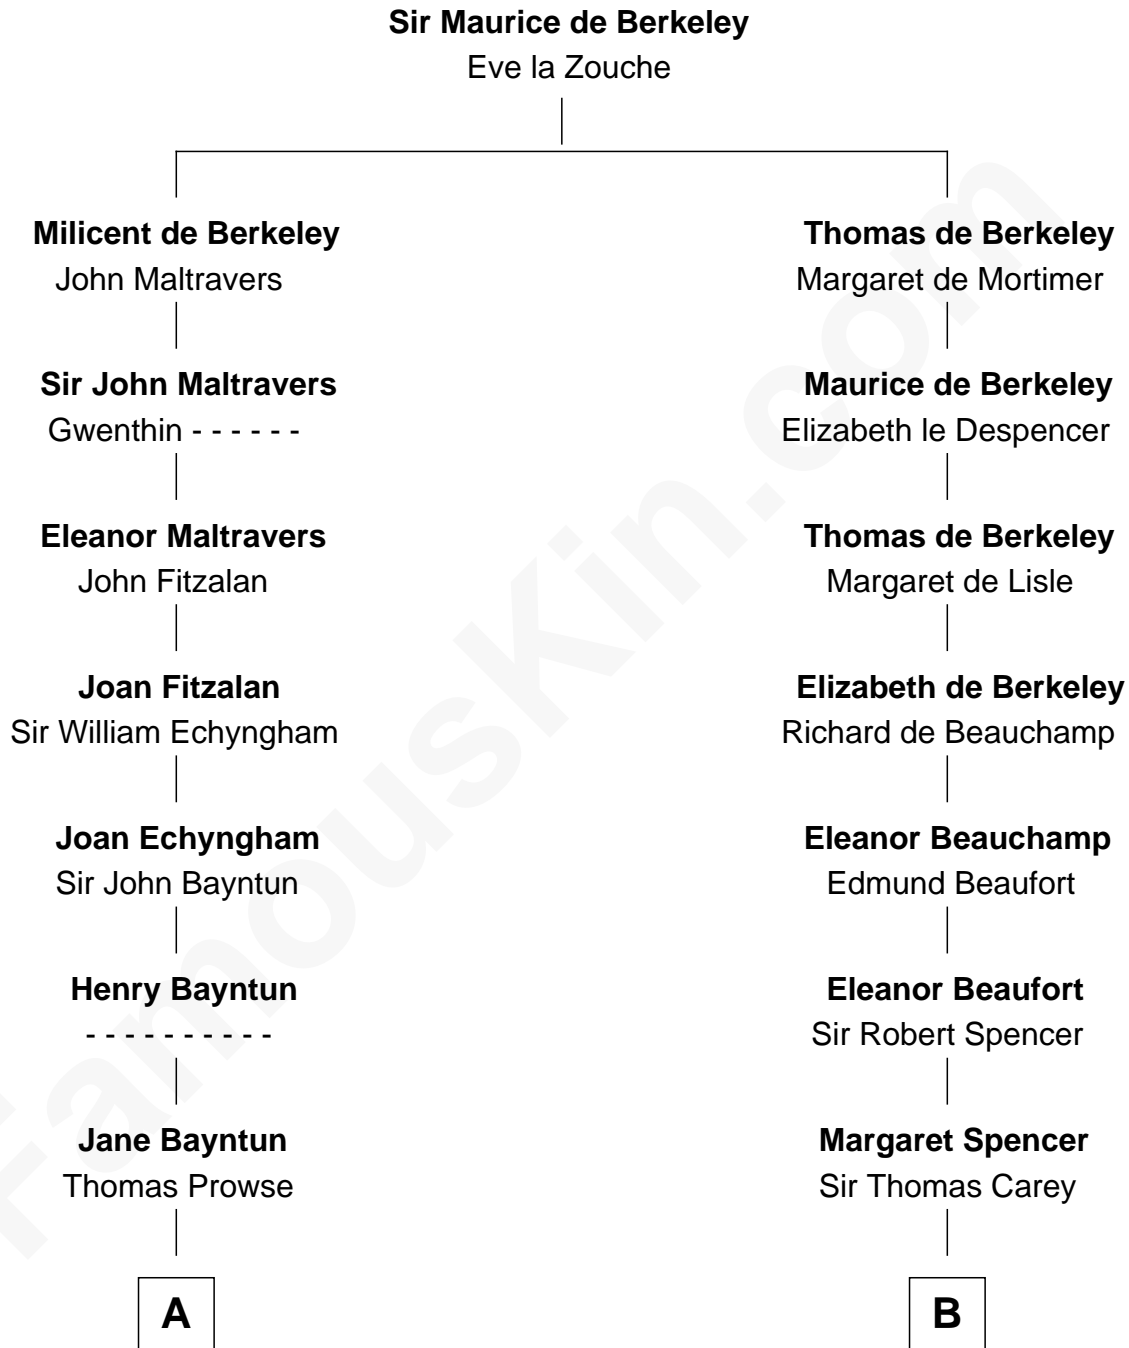 Sir Maurice de Berkeley
Eve la Zouche
Milicent de Berkeley
John Maltravers
Thomas de Berkeley
Margaret de Mortimer
Sir John Maltravers
Gwenthin - - - - - -
Maurice de Berkeley
Elizabeth le Despencer
Eleanor Maltravers
John Fitzalan
Thomas de Berkeley
Margaret de Lisle
Joan Fitzalan
Sir William Echyngham
Elizabeth de Berkeley
Richard de Beauchamp
Joan Echyngham
Sir John Bayntun
Eleanor Beauchamp
Edmund Beaufort
Henry Bayntun
- - - - - - - - - -
Eleanor Beaufort
Sir Robert Spencer
Jane Bayntun
Thomas Prowse
Margaret Spencer
Sir Thomas Carey
A
B
FamousKin.com